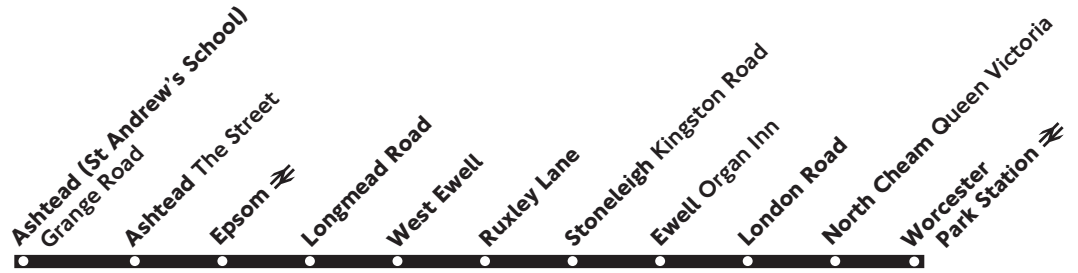 Ashtead (St Andrew's School)
Grange Road
Ashtead The Street
Epsom
Longmead Road
West Ewell
Ruxley Lane
Stoneleigh Kingston Road
Ewell Organ Inn
London Road
North Cheam Queen Victoria
Worcester
Park Station